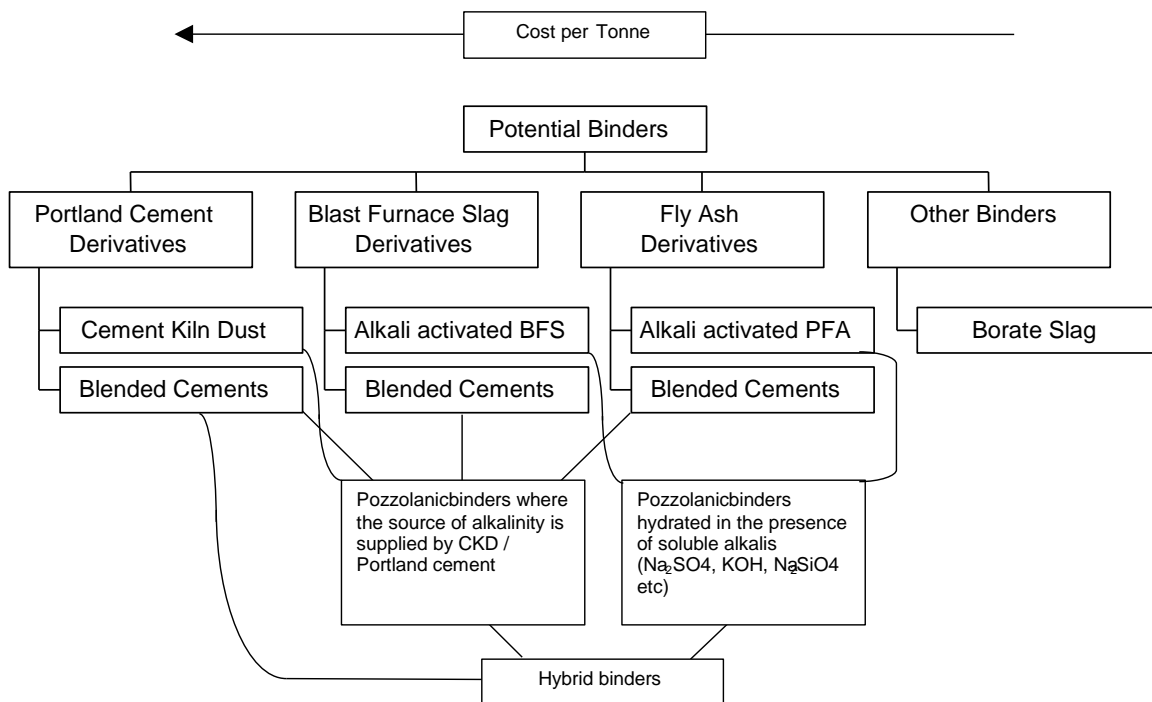 Cost per Tonne
Potential Binders
Portland Cement
Derivatives
Blast Furnace Slag
Derivatives
Fly Ash
Derivatives
Other Binders
Cement Kiln Dust
Alkali activated BFS
Alkali activated PFA
Borate Slag
Blended Cements
Blended Cements
Blended Cements
Pozzolanicbinders where
the source of alkalinity is
supplied by CKD /
Portland cement
Pozzolanicbinders
hydrated in the presence
of soluble alkalis
(Na2SO4, KOH, Na2SiO4
etc)
Hybrid binders